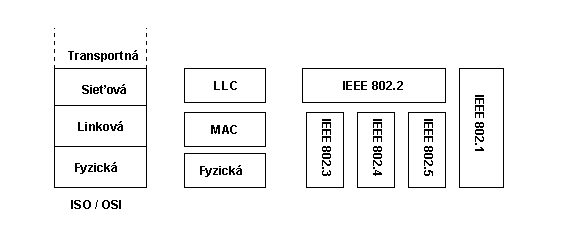 Transportná
Sieťová
LLC
IEEE 802.2
IEEE 802.1
Linková
MAC
IEEE 802.3
IEEE 802.4
IEEE 802.5
Fyzická
Fyzická
ISO / OSI